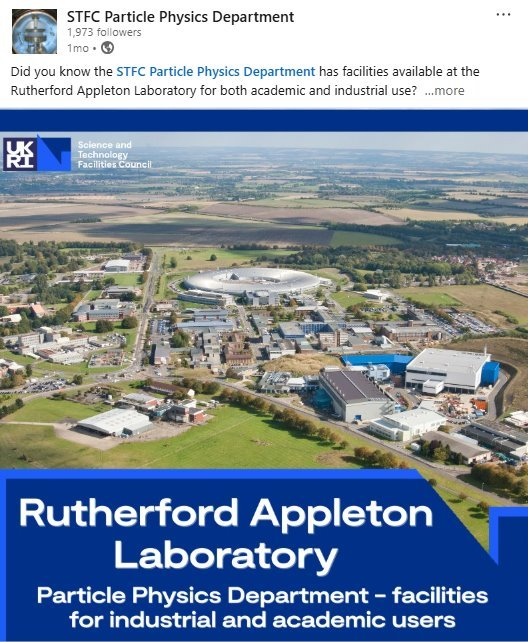 STFC Particle Physics Department
1,973 followers
1mo •
Did you know the STFC Particle Physics Department has facilities available at the
Rutherford Appleton Laboratory for both academic and industrial use? ...more
UK
RI
Science and
Technology
Facilities Council
Rutherford Appleton
Laboratory
Particle Physics Department – facilities
for industrial and academic users